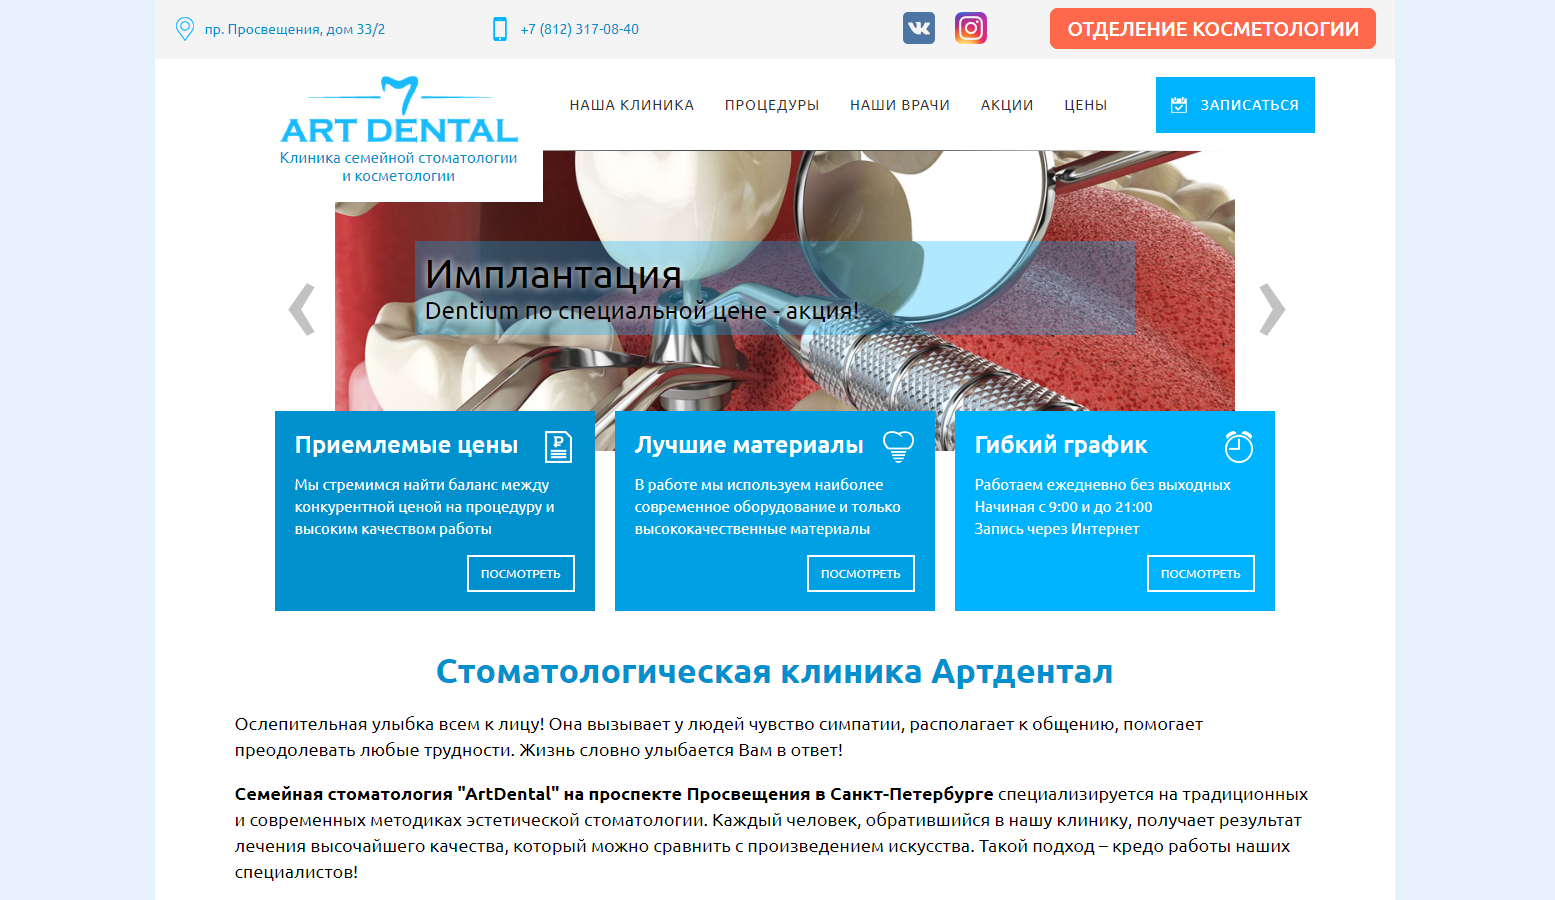 пр. Просвещения, дом 33/2
+7 (812) 317-08-40
ОТДЕЛЕНИЕ КОСМЕТОЛОГИИ
ART DENTAL
Клиника семейной стоматологии
и косметологии
НАША КЛИНИКА
ПРОЦЕДУРЫ
НАШИ ВРАЧИ
АКЦИИ
ЦЕНЫ
ЗАПИСАТЬСЯ
Имплантация
Dentium по специальной цене - акция!
Приемлемые цены
Мы стремимся найти баланс между
конкурентной ценой на процедуру и
высоким качеством работы
ПОСМОТРЕТЬ
Лучшие материалы
В работе мы используем наиболее
современное оборудование и только
высококачественные материалы
ПОСМОТРЕТЬ
Гибкий график
Работаем ежедневно без выходных
Начиная с 9:00 и до 21:00
Запись через Интернет
ПОСМОТРЕТЬ
Стоматологическая клиника Артдентал
Ослепительная улыбка всем к лицу! Она вызывает у людей чувство симпатии, располагает к общению, помогает
преодолевать любые трудности. Жизнь словно улыбается Вам в ответ!
Семейная стоматология "ArtDental" на проспекте Просвещения в Санкт-Петербурге специализируется на традиционных
и современных методиках эстетической стоматологии. Каждый человек, обратившийся в нашу клинику, получает результат
лечения высочайшего качества, который можно сравнить с произведением искусства. Такой подход – кредо работы наших
специалистов!